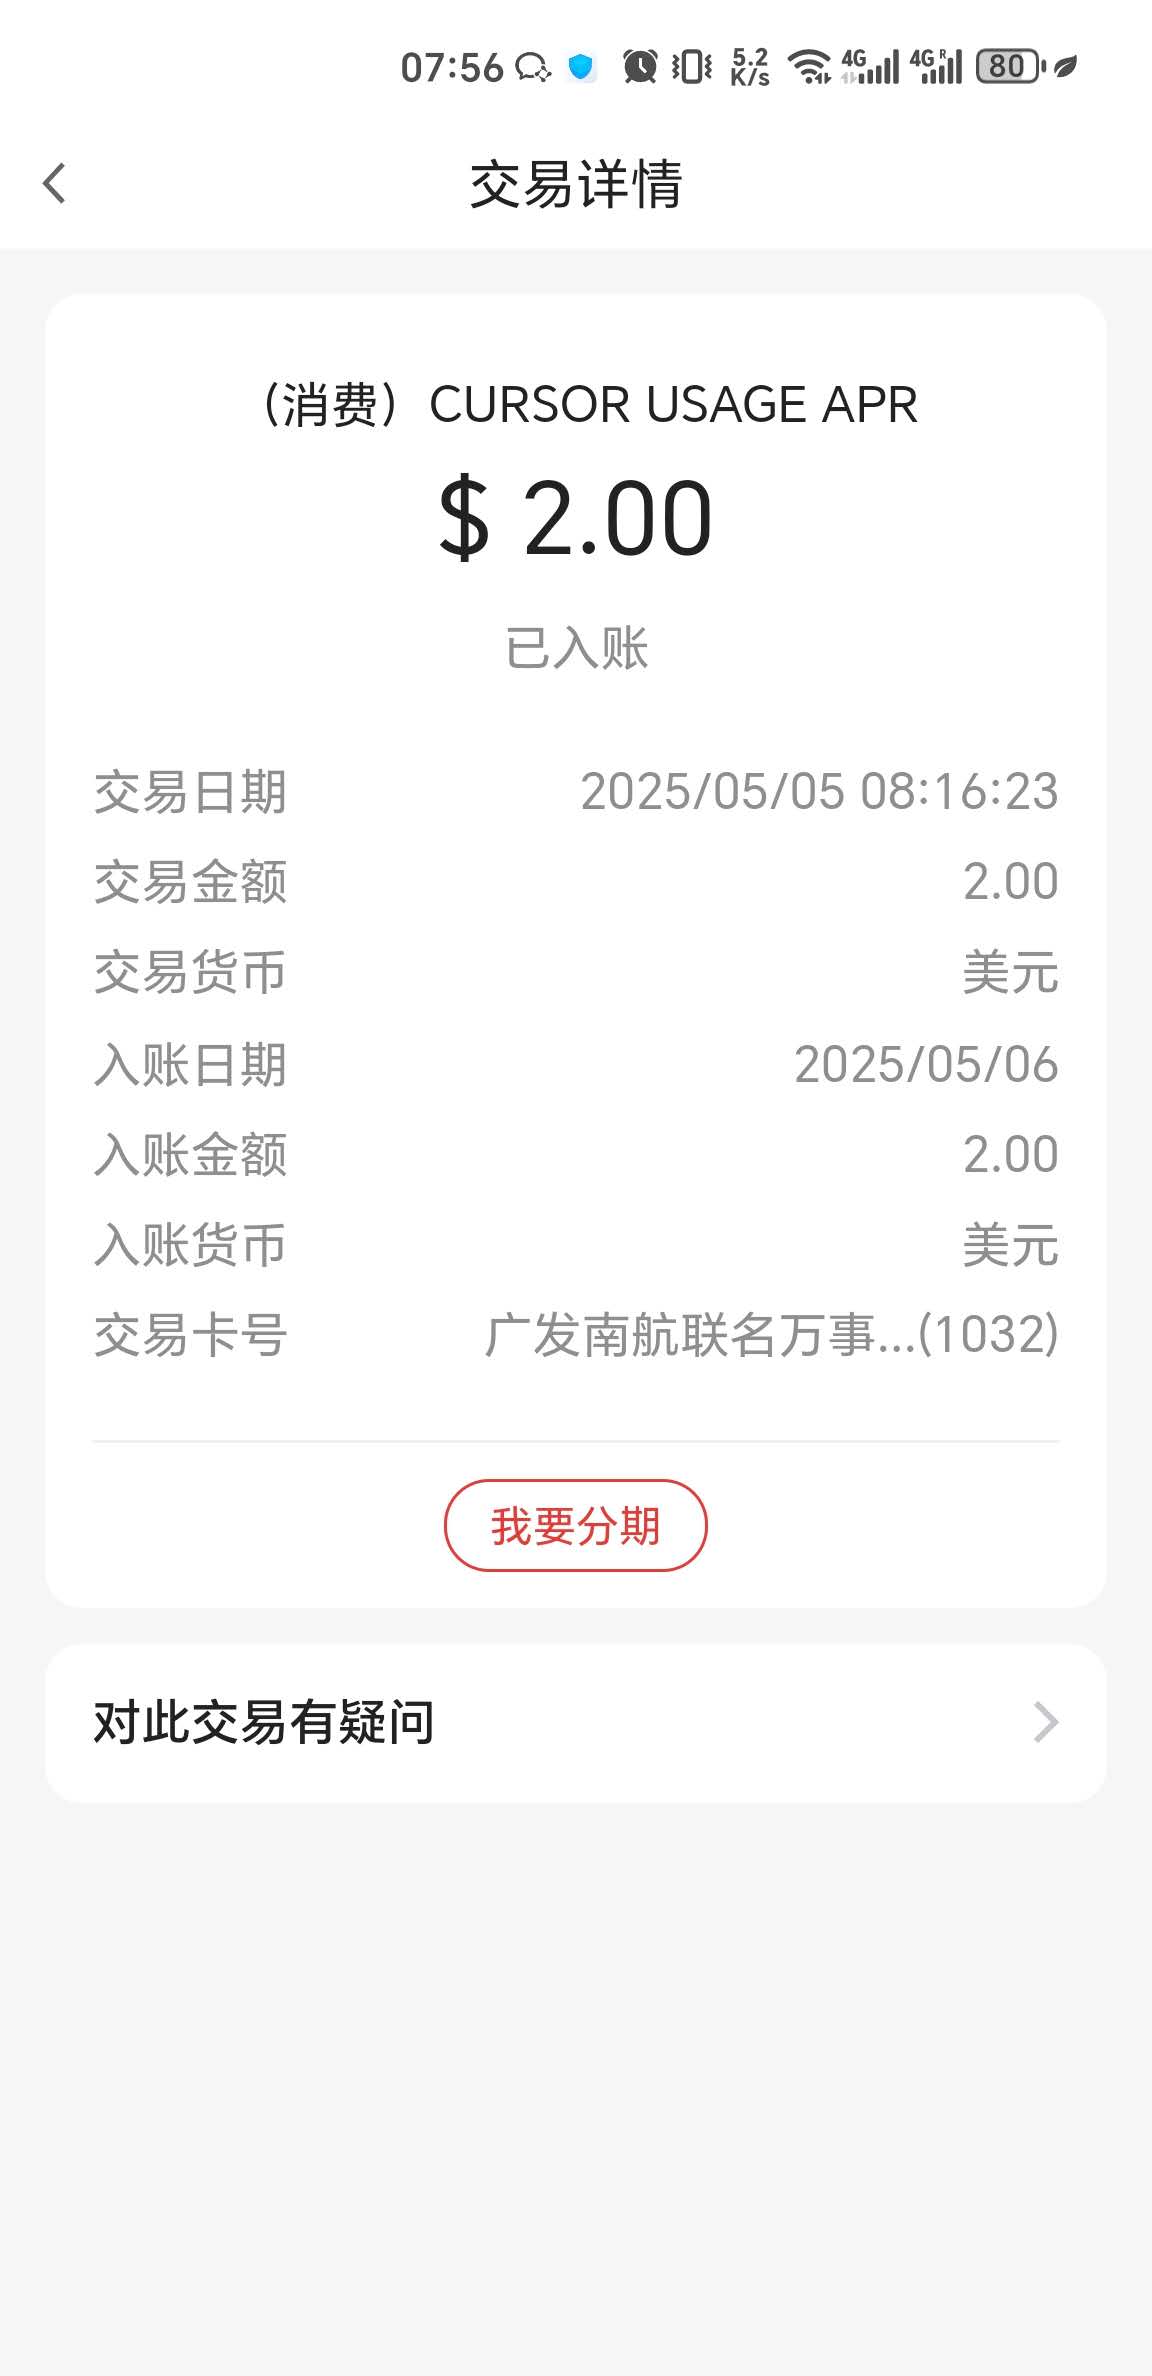 07:56 5.2 K/s 4G 4G R 80
交易详情
（消费）CURSOR USAGE APR
$ 2.00
已入账
交易日期 2025/05/05 08:16:23
交易金额 2.00
交易货币 美元
入账日期 2025/05/06
入账金额 2.00
入账货币 美元
交易卡号 广发南航联名万事...(1032)
我要分期
对此交易有疑问